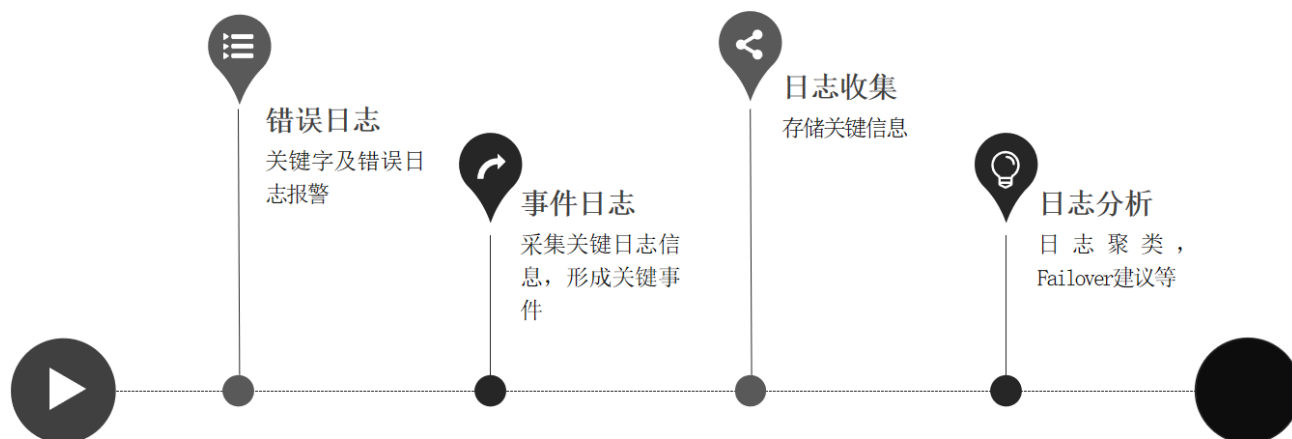 错误日志
关键字及错误日
志报警
事件日志
采集关键日志信
息，形成关键事
件
日志收集
存储关键信息
日志分析
日志聚类，
Failover建议等